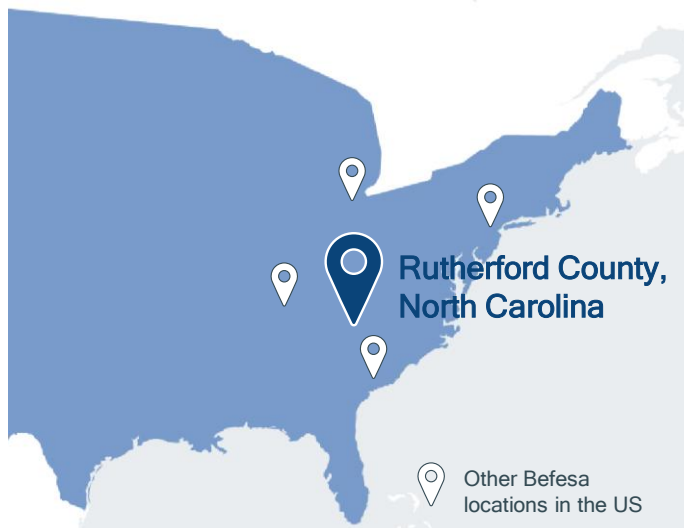 Rutherford County,
North Carolina
Other Befesa
locations in the US